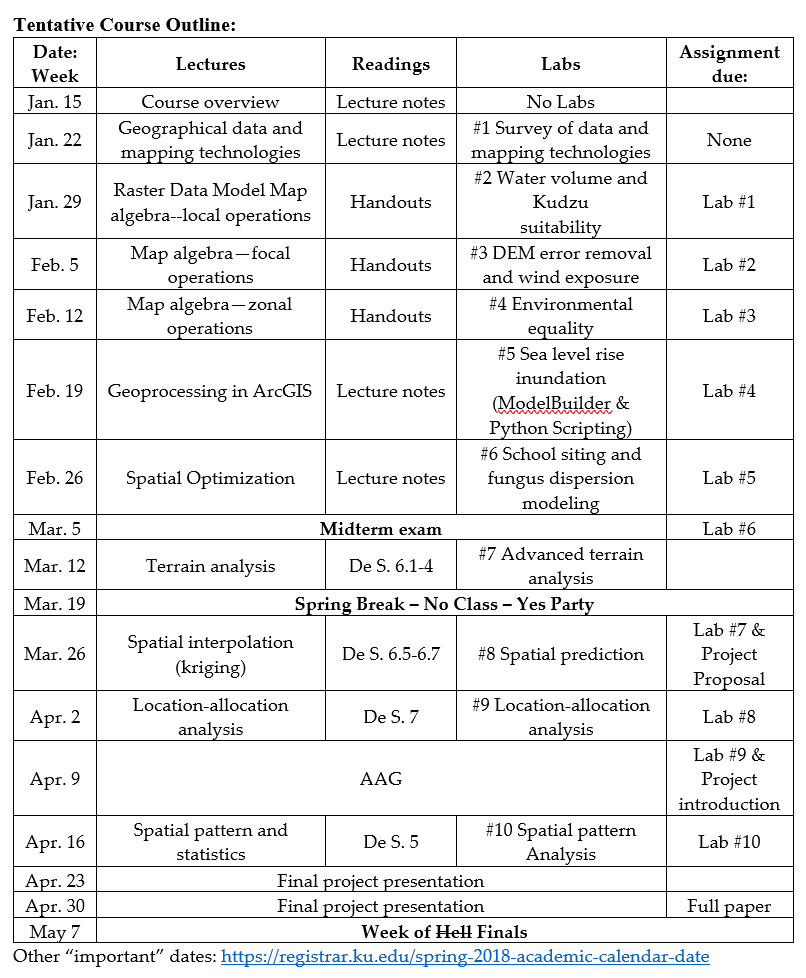 Tentative Course Outline:
Date: Week Lectures Readings Labs Assignment due:
Jan. 15 Course overview Lecture notes No Labs
Jan. 22 Geographical data and mapping technologies Lecture notes #1 Survey of data and mapping technologies None
Jan. 29 Raster Data Model Map algebra--local operations Handouts #2 Water volume and Kudzu suitability Lab #1
Feb. 5 Map algebra—focal operations Handouts #3 DEM error removal and wind exposure Lab #2
Feb. 12 Map algebra—zonal operations Handouts #4 Environmental equality Lab #3
Feb. 19 Geoprocessing in ArcGIS Lecture notes #5 Sea level rise inundation (ModelBuilder & Python Scripting) Lab #4
Feb. 26 Spatial Optimization Lecture notes #6 School siting and fungus dispersion modeling Lab #5
Mar. 5 Midterm exam Lab #6
Mar. 12 Terrain analysis De S. 6.1-4 #7 Advanced terrain analysis
Mar. 19 Spring Break – No Class – Yes Party
Mar. 26 Spatial interpolation (kriging) De S. 6.5-6.7 #8 Spatial prediction Lab #7 & Project Proposal
Apr. 2 Location-allocation analysis De S. 7 #9 Location-allocation analysis Lab #8
Apr. 9 AAG Lab #9 & Project introduction
Apr. 16 Spatial pattern and statistics De S. 5 #10 Spatial pattern Analysis Lab #10
Apr. 23 Final project presentation
Apr. 30 Final project presentation Full paper
May 7 Week of Hell Finals
Other “important” dates: https://registrar.ku.edu/spring-2018-academic-calendar-date